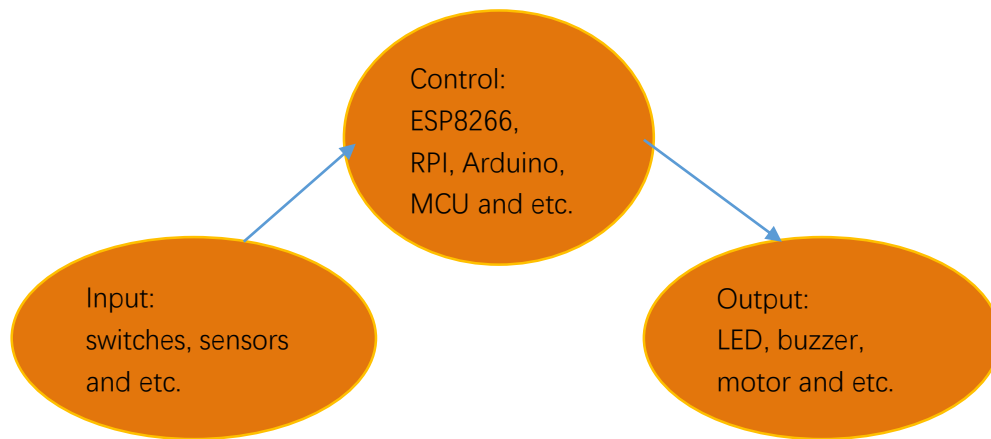 Control:
ESP8266,
RPI, Arduino,
MCU and etc.
Input:
switches, sensors
and etc.
Output:
LED, buzzer,
motor and etc.